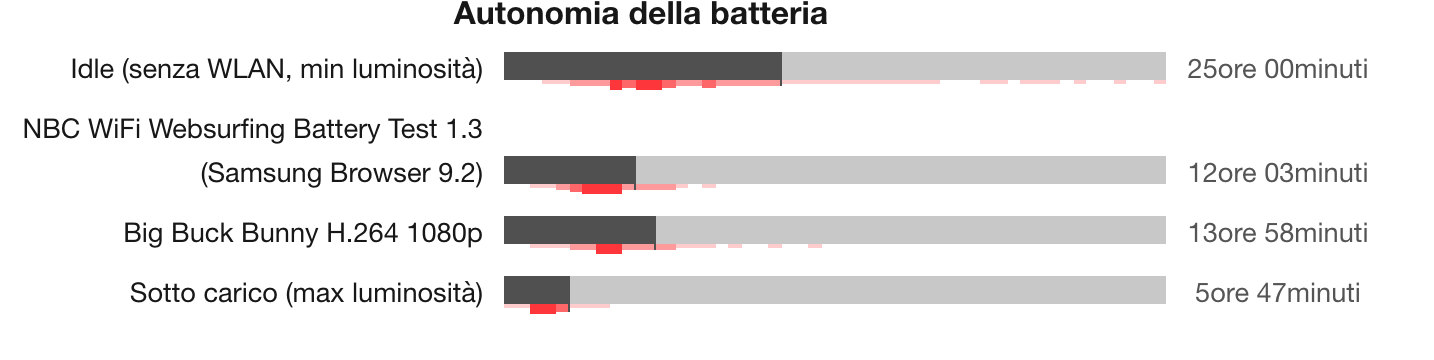 Autonomia della batteria
Idle (senza WLAN, min luminosità) 25ore 00minuti
NBC WiFi Websurfing Battery Test 1.3
(Samsung Browser 9.2) 12ore 03minuti
Big Buck Bunny H.264 1080p 13ore 58minuti
Sotto carico (max luminosità) 5ore 47minuti